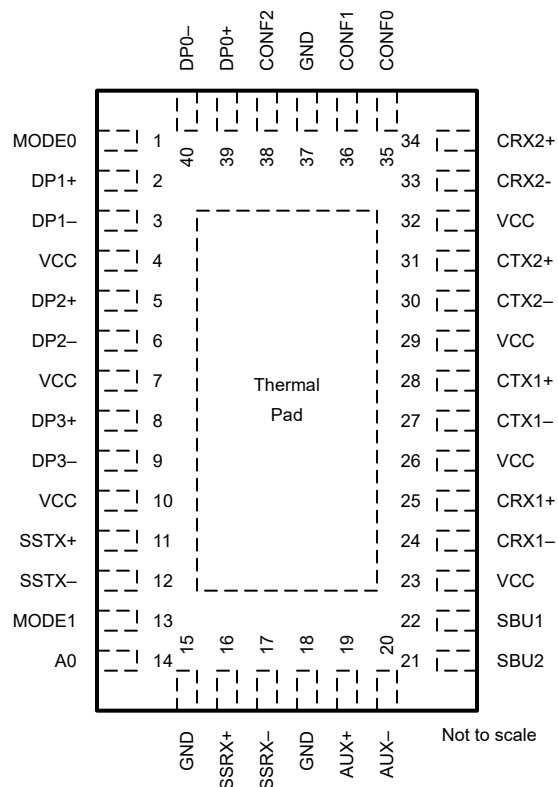 DP0–
DP0+
CONF2
GND
CONF1
CONF0
40
39
38
37
36
35
MODE0 1
DP1+ 2
DP1– 3
VCC 4
DP2+ 5
DP2– 6
VCC 7
DP3+ 8
DP3– 9
VCC 10
SSTX+ 11
SSTX– 12
MODE1 13
A0 14
Thermal
Pad
34 CRX2+
33 CRX2-
32 VCC
31 CTX2+
30 CTX2–
29 VCC
28 CTX1+
27 CTX1–
26 VCC
25 CRX1+
24 CRX1–
23 VCC
22 SBU1
21 SBU2
15
16
17
18
19
20
GND
SSRX+
SSRX–
GND
AUX+
AUX–
Not to scale